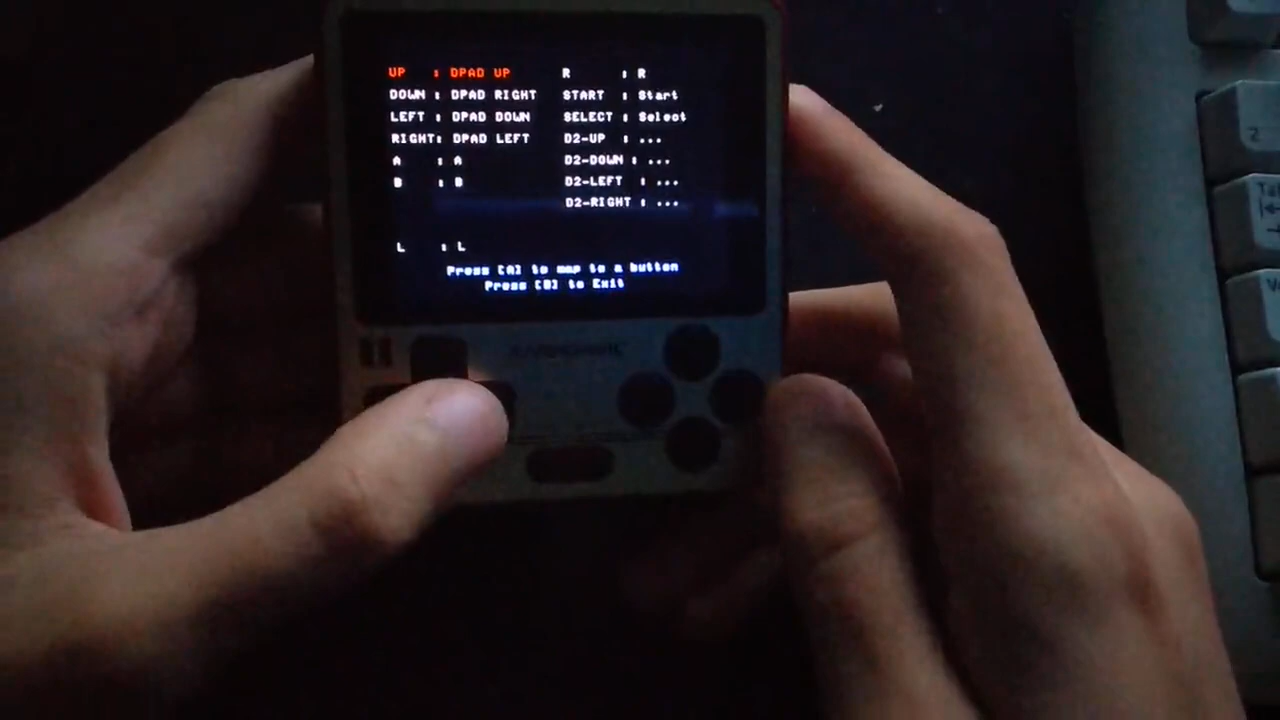 UP : DPAD UP R : R
DOWN : DPAD RIGHT START : Start
LEFT : DPAD DOWN SELECT : Select
RIGHT: DPAD LEFT D2-UP : ...
A : A D2-DOWN : ...
B : B D2-LEFT : ...
D2-RIGHT : ...
L : L
Press [A] to map to a button
Press [B] to Exit